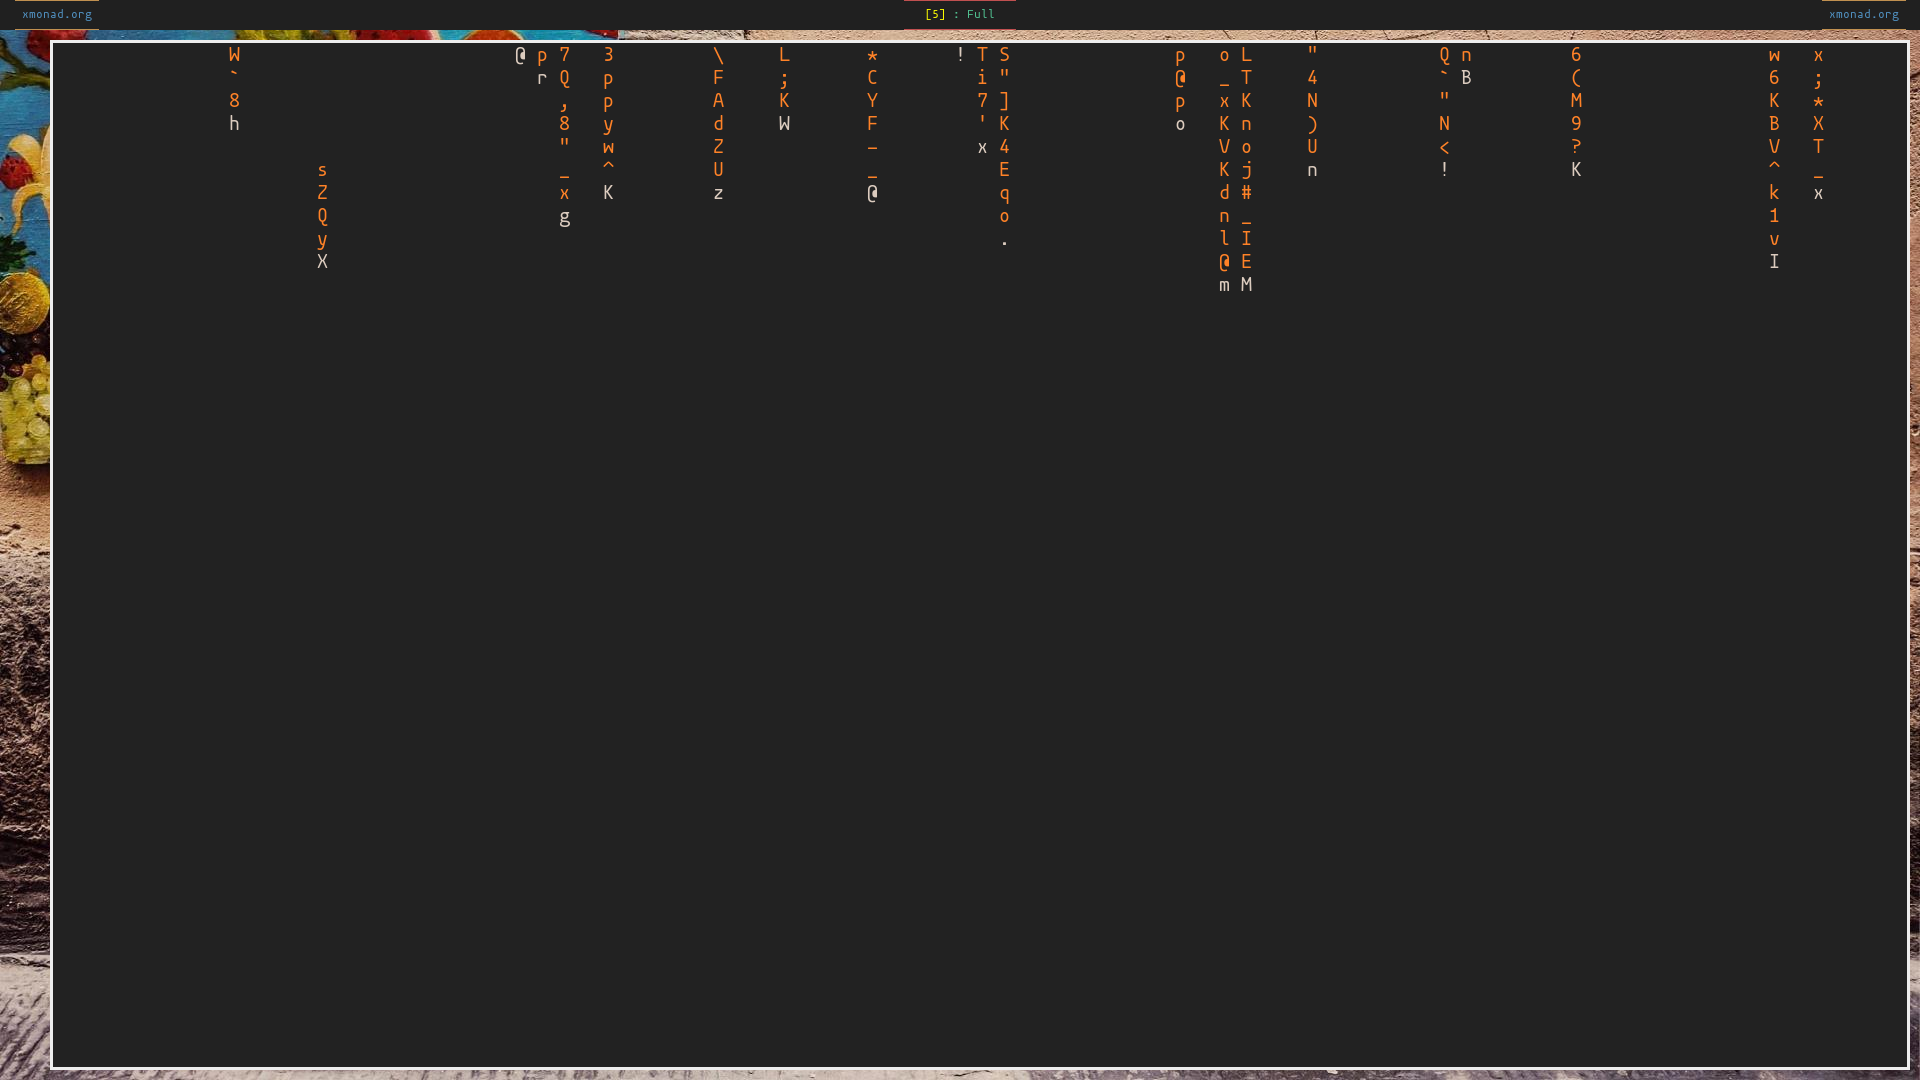 xmonad.org [5] : Full xmonad.org
W @ p 7 3 \ L * ! T S p o L " Q n 6 w x
` r Q p F ; C i " @ _ T 4 ` B ( 6 ;
8 , p A K Y 7 ] p x K N " M K *
h 8 y d W F ' K o K n ) N 9 B X
" w Z - x 4 V o U < ? V T
s _ ^ U _ E K j n ! K ^ _
Z x K z @ q d # k x
Q g o n _ 1
y . l I v
X @ E I
m M